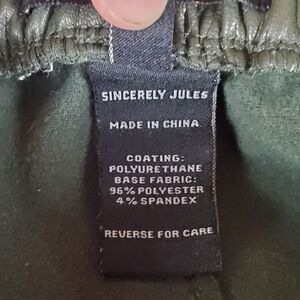 SINCERELY JULES
MADE IN CHINA
COATING:
POLYURETHANE
BASE FABRIC:
96% POLYESTER
4% SPANDEX
REVERSE FOR CARE